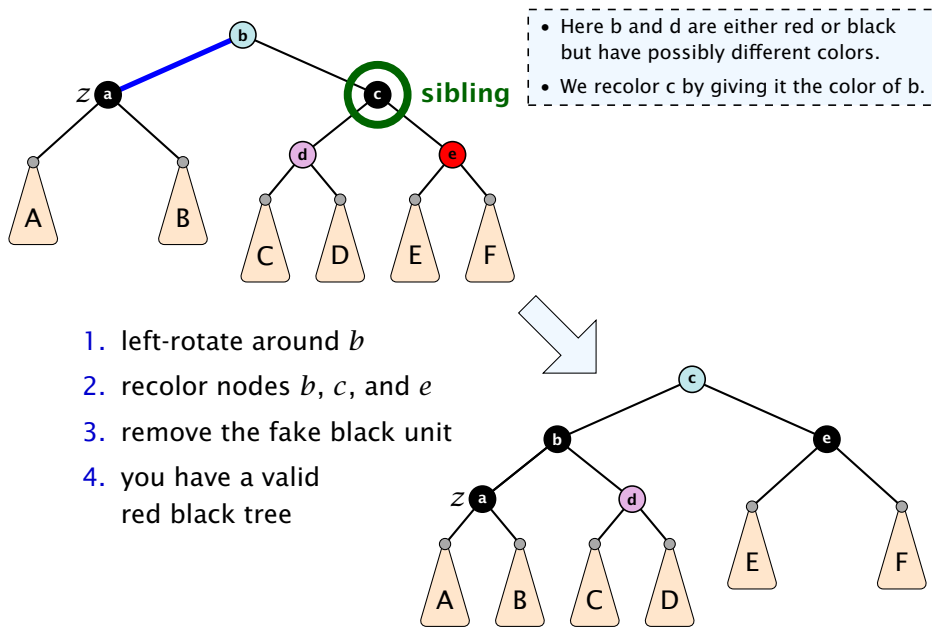 b
• Here b and d are either red or black
but have possibly different colors.
• We recolor c by giving it the color of b.
z a
c
sibling
d
e
A
B
C
D
E
F
1. left-rotate around b
2. recolor nodes b, c, and e
3. remove the fake black unit
4. you have a valid
red black tree
c
b
e
z a
d
A
B
C
D
E
F